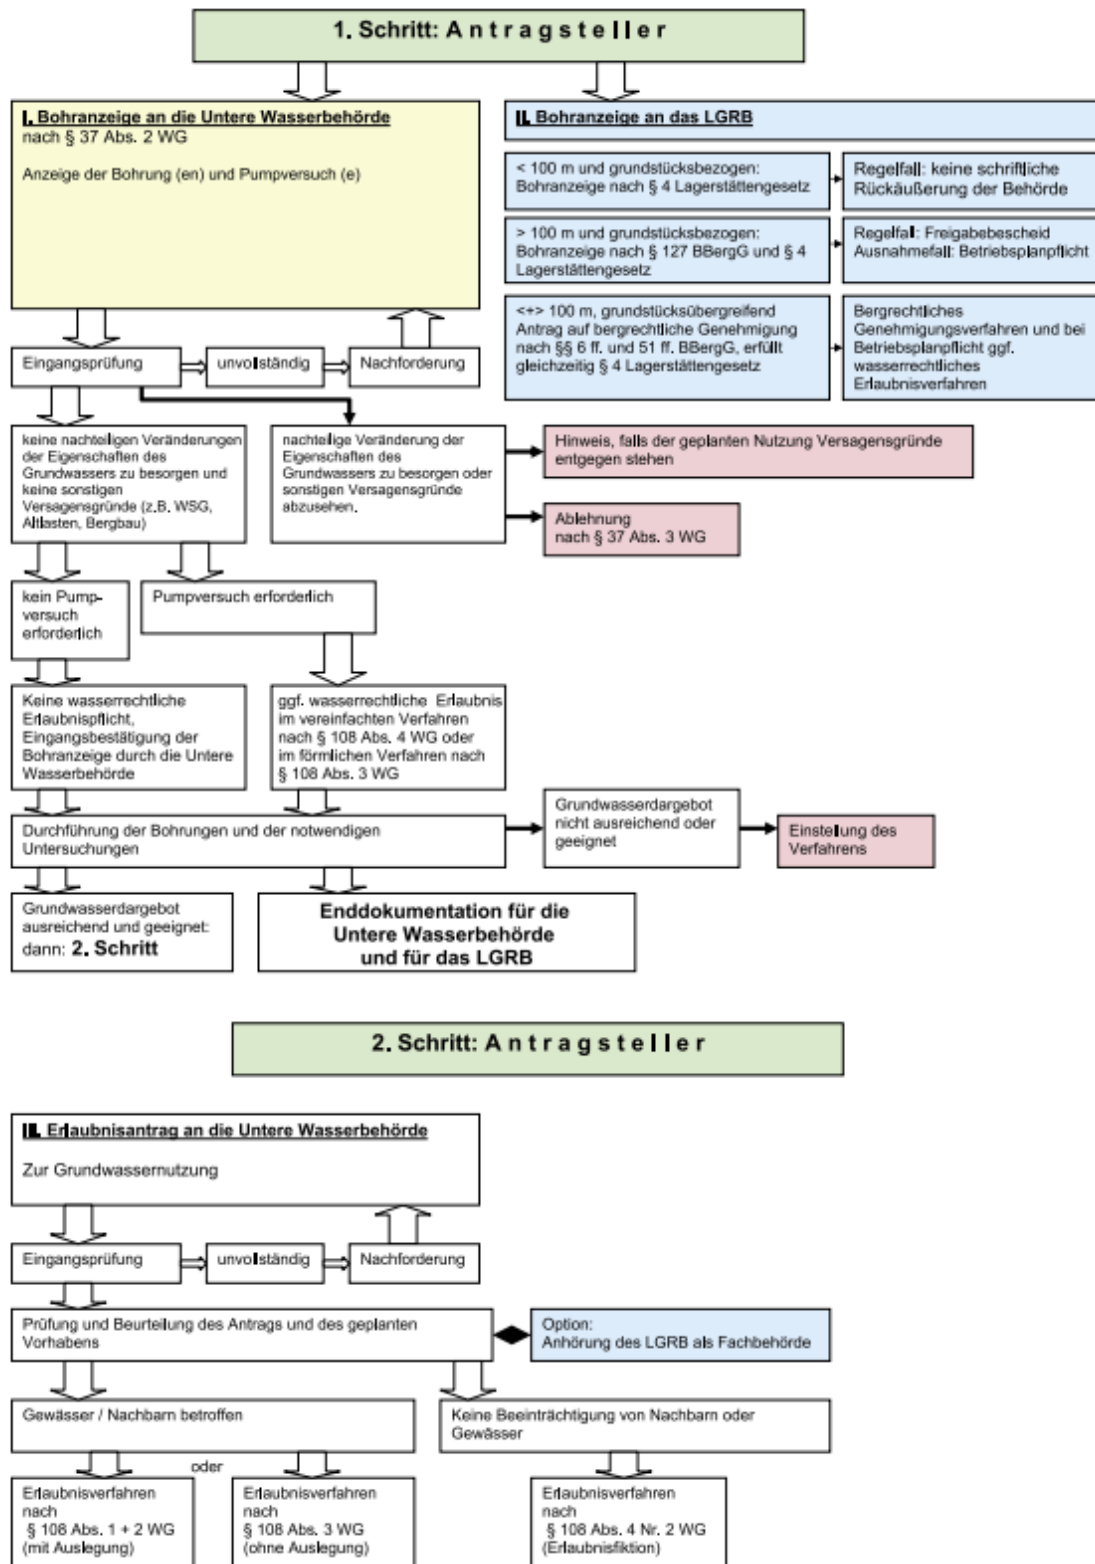 1. Schritt: A n t r a g s t e l l e r
I. Bohranzeige an die Untere Wasserbehörde
nach § 37 Abs. 2 WG
Anzeige der Bohrung (en) und Pumpversuch (e)
II. Bohranzeige an das LGRB
< 100 m und grundstücksbezogen:
Bohranzeige nach § 4 Lagerstättengesetz
Regelfall: keine schriftliche
Rückäußerung der Behörde
> 100 m und grundstücksbezogen:
Bohranzeige nach § 127 BBergG und § 4
Lagerstättengesetz
Regelfall: Freigabebescheid
Ausnahmefall: Betriebsplanpflicht
<+> 100 m, grundstücksübergreifend
Antrag auf bergrechtliche Genehmigung
nach §§ 6 ff. und 51 ff. BBergG, erfüllt
gleichzeitig § 4 Lagerstättengesetz
Bergrechtliches
Genehmigungsverfahren und bei
Betriebsplanpflicht ggf.
wasserrechtliches
Erlaubnisverfahren
Eingangsprüfung
unvollständig
Nachforderung
keine nachteiligen Veränderungen
der Eigenschaften des
Grundwassers zu besorgen und
keine sonstigen
Versagensgründe (z.B. WSG,
Altlasten, Bergbau)
nachteilige Veränderung der
Eigenschaften des
Grundwassers zu besorgen oder
sonstigen Versagensgründe
abzusehen.
Hinweis, falls der geplanten Nutzung Versagensgründe
entgegen stehen
Ablehnung
nach § 37 Abs. 3 WG
kein Pump-
versuch
erforderlich
Pumpversuch erforderlich
Keine wasserrechtliche
Erlaubnispflicht,
Eingangsbestätigung der
Bohranzeige durch die Untere
Wasserbehörde
ggf. wasserrechtliche Erlaubnis
im vereinfachten Verfahren
nach § 108 Abs. 4 WG oder
im förmlichen Verfahren nach
§ 108 Abs. 3 WG
Durchführung der Bohrungen und der notwendigen
Untersuchungen
Grundwasserdargebot
nicht ausreichend oder
geeignet
Einstellung des
Verfahrens
Grundwasserdargebot
ausreichend und geeignet:
dann: 2. Schritt
Enddokumentation für die
Untere Wasserbehörde
und für das LGRB
2. Schritt: A n t r a g s t e l l e r
III. Erlaubnisantrag an die Untere Wasserbehörde
Zur Grundwassernutzung
Eingangsprüfung
unvollständig
Nachforderung
Prüfung und Beurteilung des Antrags und des geplanten
Vorhabens
Option:
Anhörung des LGRB als Fachbehörde
Gewässer / Nachbarn betroffen
Keine Beeinträchtigung von Nachbarn oder
Gewässer
oder
Erlaubnisverfahren
nach
§ 108 Abs. 1 + 2 WG
(mit Auslegung)
Erlaubnisverfahren
nach
§ 108 Abs. 3 WG
(ohne Auslegung)
Erlaubnisverfahren
nach
§ 108 Abs. 4 Nr. 2 WG
(Erlaubnisfiktion)